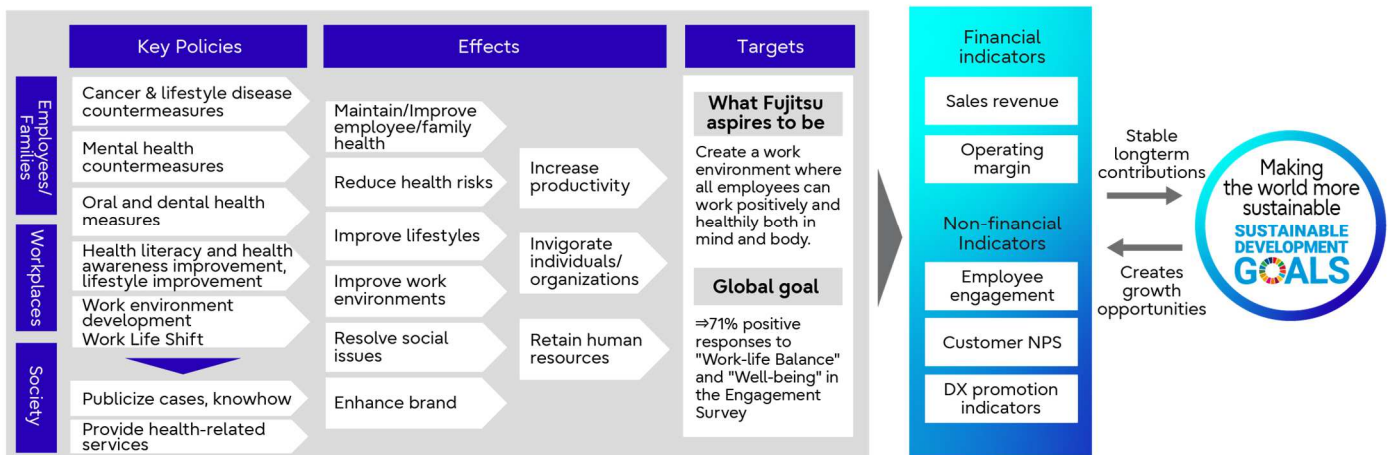 Key Policies
Effects
Targets
Employees/
Families
Workplaces
Society
Cancer & lifestyle disease
countermeasures
Mental health
countermeasures
Oral and dental health
measures
Health literacy and health
awareness improvement,
lifestyle improvement
Work environment
development
Work Life Shift
Publicize cases, knowhow
Provide health-related
services
Maintain/Improve
employee/family
health
Reduce health risks
Improve lifestyles
Improve work
environments
Resolve social
issues
Enhance brand
Increase
productivity
Invigorate
individuals/
organizations
Retain human
resources
What Fujitsu
aspires to be
Create a work
environment where
all employees can
work positively and
healthily both in
mind and body.
Global goal
⇒71% positive
responses to
"Work-life Balance"
and "Well-being" in
the Engagement
Survey
Financial
indicators
Sales revenue
Operating
margin
Non-financial
Indicators
Employee
engagement
Customer NPS
DX promotion
indicators
Stable
longterm
contributions
Creates
growth
opportunities
Making
the world more
sustainable
SUSTAINABLE
DEVELOPMENT
GOALS